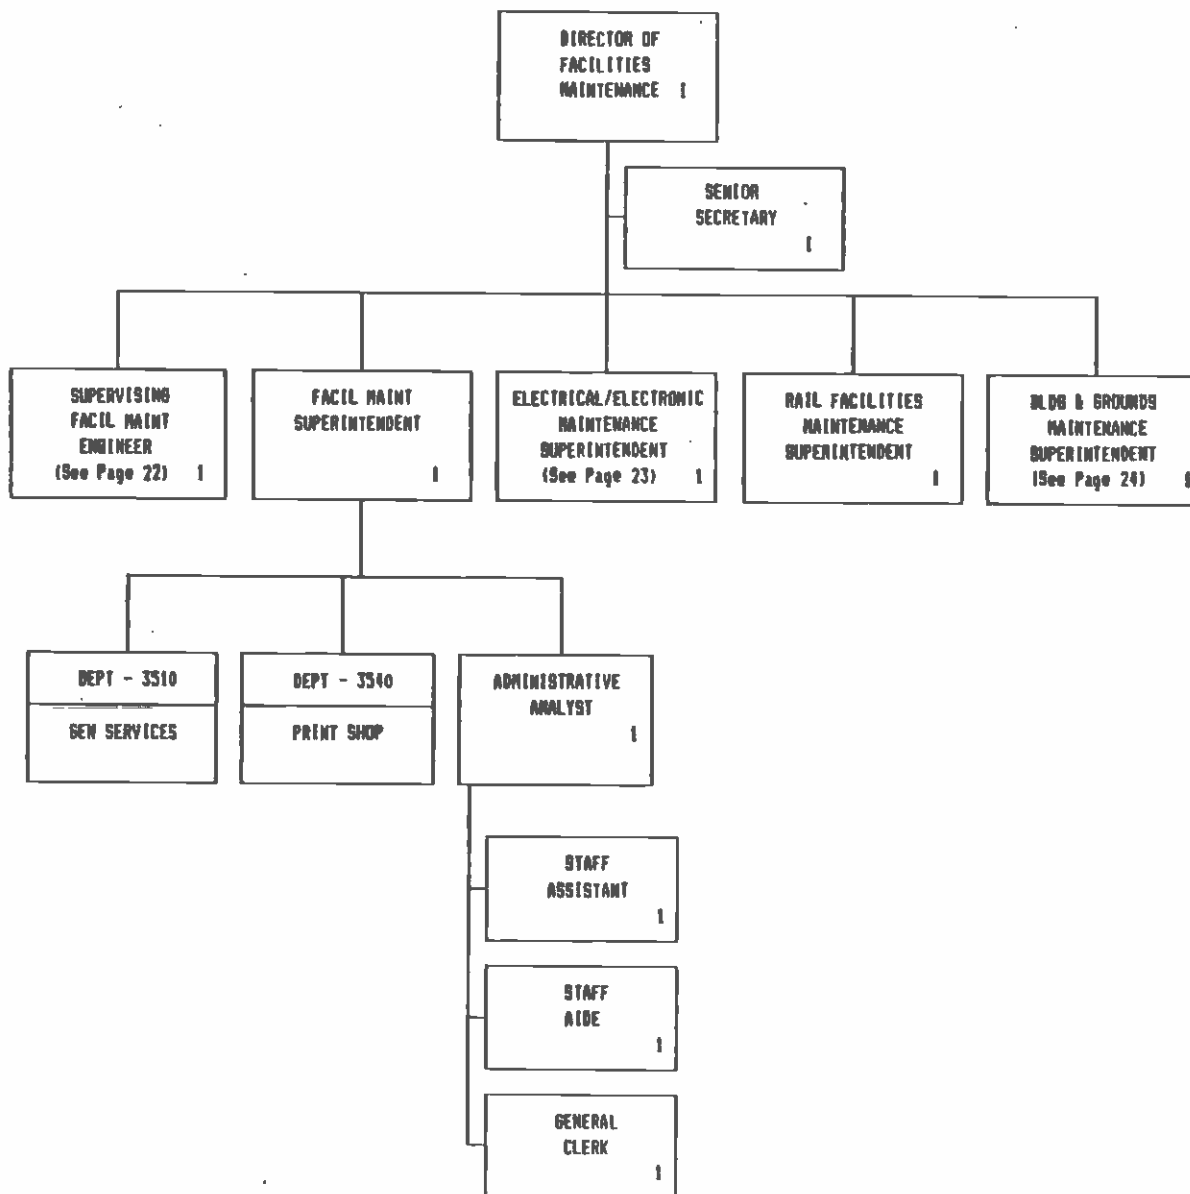 DIRECTOR OF
FACILITIES
MAINTENANCE 1
SENIOR
SECRETARY
1
SUPERVISING
FACIL MAINT
ENGINEER
(See Page 22) 1
FACIL MAINT
SUPERINTENDENT
1
ELECTRICAL/ELECTRONIC
MAINTENANCE
SUPERINTENDENT
(See Page 23) 1
RAIL FACILITIES
MAINTENANCE
SUPERINTENDENT
1
BLDG & GROUNDS
MAINTENANCE
SUPERINTENDENT
(See Page 24)
DEPT - 3510
GEN SERVICES
DEPT - 3540
PRINT SHOP
ADMINISTRATIVE
ANALYST
1
STAFF
ASSISTANT
1
STAFF
AIDE
1
GENERAL
CLERK
1